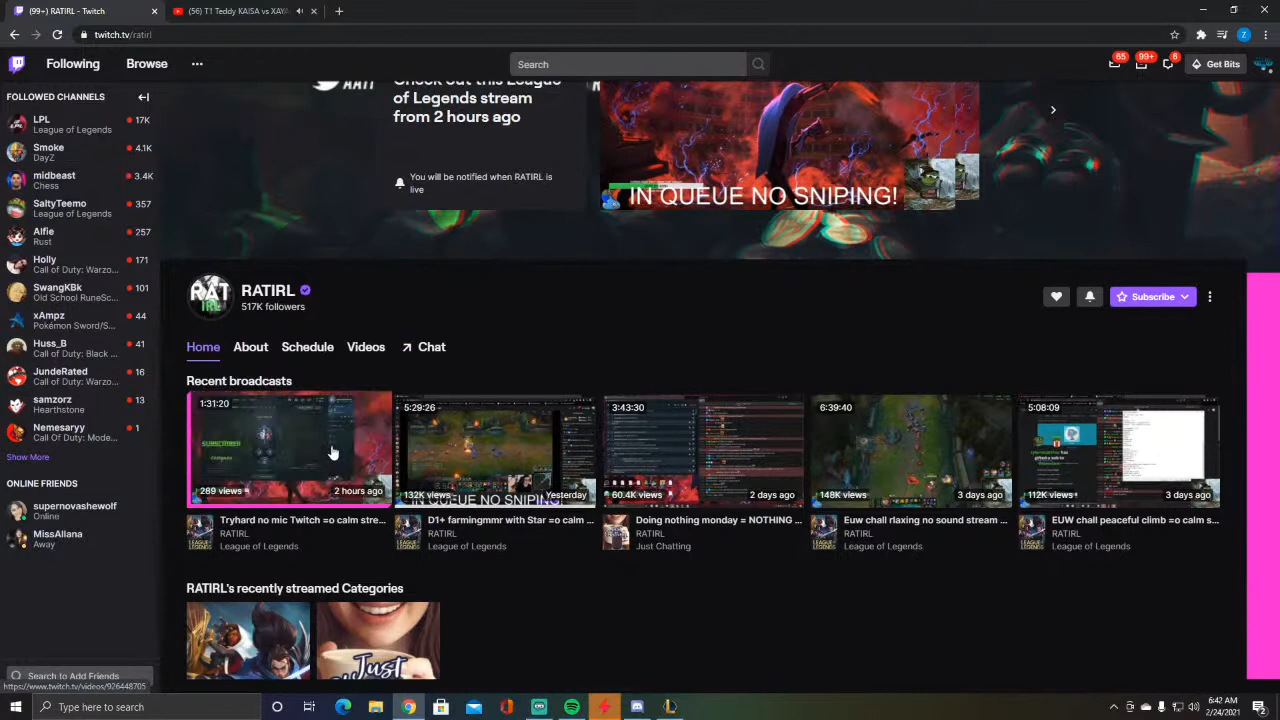 (99+) RATIRL - Twitch
(56) T1 Teddy KAISA vs XAYA
twitch.tv/ratirl
Z
Following
Browse
Search
65
99+
6
Get Bits
FOLLOWED CHANNELS
LPL
League of Legends
17K
Smoke
DayZ
4.1K
midbeast
Chess
3.4K
SaltyTeemo
League of Legends
357
Alfie
Rust
257
Holly
Call of Duty: Warzo...
171
SwangKBk
Old School RuneSc...
101
xAmpz
Pokémon Sword/S...
44
Huss_B
Call of Duty: Black ...
41
JundeRated
Call of Duty: Warzo...
16
samzorz
Hearthstone
13
Nemesaryy
Call Of Duty: Mode...
1
Show More
ONLINE FRIENDS
supernovashewolf
Online
MissAllana
Away
Search to Add Friends
https://www.twitch.tv/videos/926448705
Check out this League
of Legends stream
from 2 hours ago
You will be notified when RATIRL is
live
IN QUEUE NO SNIPING!
RAT
IRL
RATIRL
517K followers
Subscribe
Home
About
Schedule
Videos
Chat
Recent broadcasts
1:31:20
289 views
2 hours ago
Tryhard no mic Twitch =o calm stre...
RATIRL
League of Legends
5:29:26
views
Yesterday
QUEUE NO SNIPING!
D1+ farmingmmr with Star =o calm ...
RATIRL
League of Legends
3:43:30
60.4K views
2 days ago
Doing nothing monday = NOTHING ...
RATIRL
Just Chatting
6:39:40
148K views
3 days ago
Euw chall rlaxing no sound stream ...
RATIRL
League of Legends
5:08:09
112K views
3 days ago
EUW chall peaceful climb =o calm s...
RATIRL
League of Legends
RATIRL's recently streamed Categories
Just
Type here to search
6:42 AM
2/24/2021